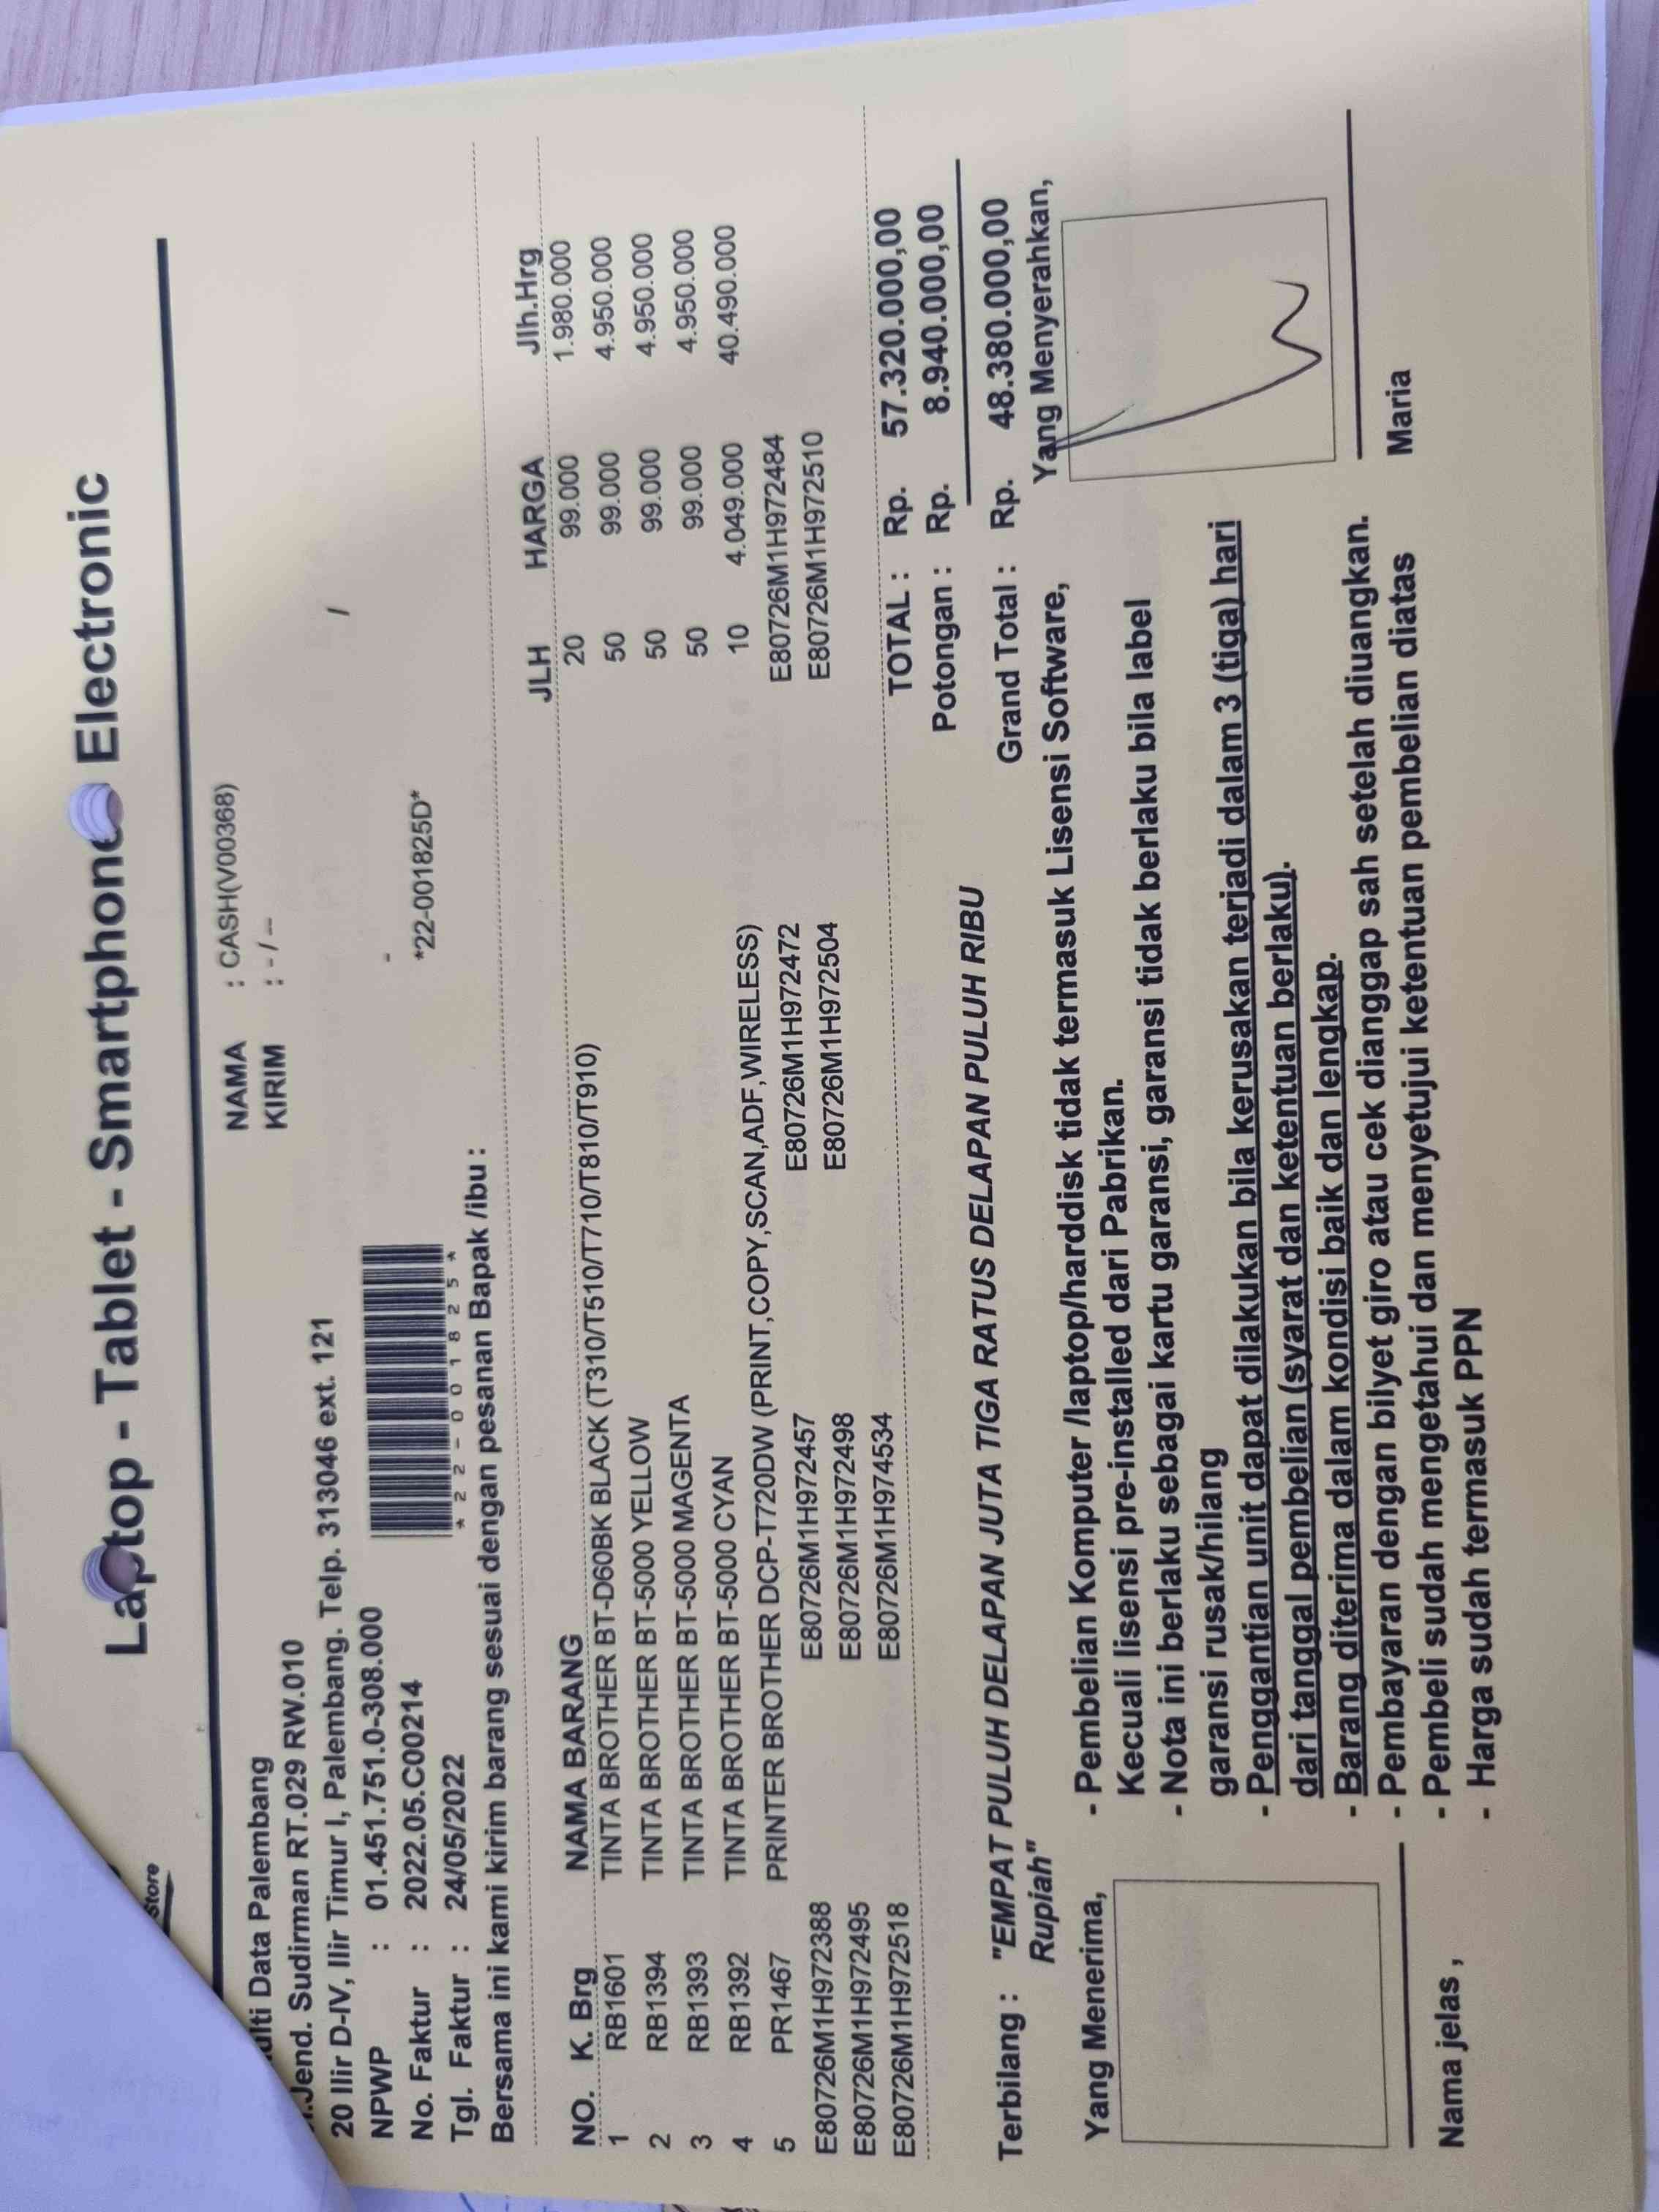 Store
Laptop - Tablet - Smartphone Electronic
Multi Data Palembang
Jend. Sudirman RT.029 RW.010
20 Ilir D-IV, Ilir Timur I, Palembang. Telp. 313046 ext. 121
NAMA : CASH(V00368)
KIRIM : - / --
/
NPWP : 01.451.751.0-308.000
-
No. Faktur : 2022.05.C00214
*22-001825D*
Tgl. Faktur : 24/05/2022
*22-001825*
Bersama ini kami kirim barang sesuai dengan pesanan Bapak /ibu :
NO. K. Brg NAMA BARANG JLH HARGA Jlh.Hrg
1 RB1601 TINTA BROTHER BT-D60BK BLACK (T310/T510/T710/T810/T910) 20 99.000 1.980.000
2 RB1394 TINTA BROTHER BT-5000 YELLOW 50 99.000 4.950.000
3 RB1393 TINTA BROTHER BT-5000 MAGENTA 50 99.000 4.950.000
4 RB1392 TINTA BROTHER BT-5000 CYAN 50 99.000 4.950.000
5 PR1467 PRINTER BROTHER DCP-T720DW (PRINT,COPY,SCAN,ADF,WIRELESS) 10 4.049.000 40.490.000
E80726M1H972388 E80726M1H972457 E80726M1H972472 E80726M1H972484
E80726M1H972495 E80726M1H972498 E80726M1H972504 E80726M1H972510
E80726M1H972518 E80726M1H974534
TOTAL : Rp. 57.320.000,00
Potongan : Rp. 8.940.000,00
Grand Total : Rp. 48.380.000,00
Terbilang : "EMPAT PULUH DELAPAN JUTA TIGA RATUS DELAPAN PULUH RIBU
Rupiah"
Yang Menerima,
Nama jelas ,
- Pembelian Komputer /laptop/harddisk tidak termasuk Lisensi Software,
Kecuali lisensi pre-installed dari Pabrikan.
- Nota ini berlaku sebagai kartu garansi, garansi tidak berlaku bila label
garansi rusak/hilang
- Penggantian unit dapat dilakukan bila kerusakan terjadi dalam 3 (tiga) hari
dari tanggal pembelian (syarat dan ketentuan berlaku).
- Barang diterima dalam kondisi baik dan lengkap.
- Pembayaran dengan bilyet giro atau cek dianggap sah setelah diuangkan.
- Pembeli sudah mengetahui dan menyetujui ketentuan pembelian diatas
- Harga sudah termasuk PPN
Yang Menyerahkan,
Maria